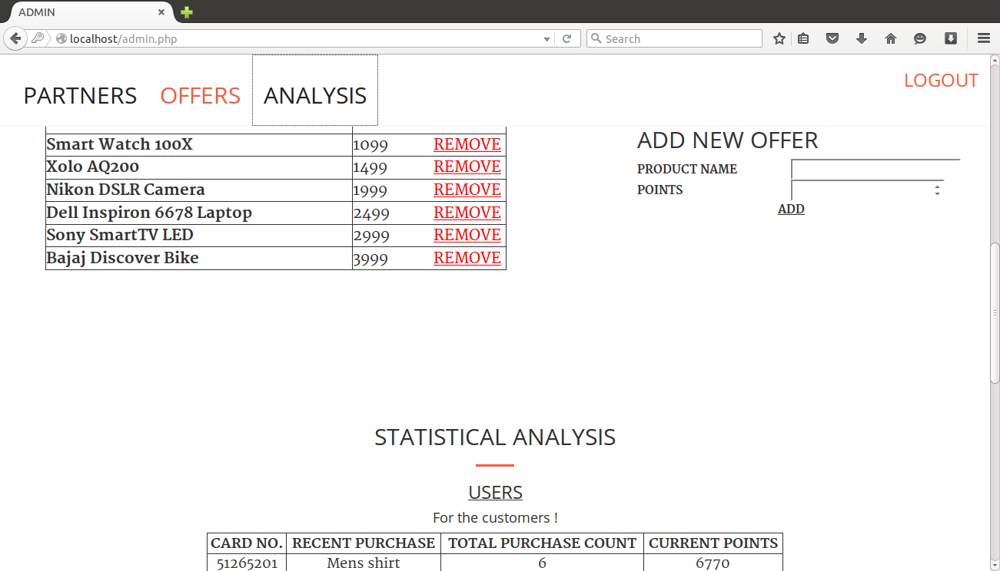 ADMIN
localhost/admin.php
Search
PARTNERS OFFERS ANALYSIS
LOGOUT
Smart Watch 100X 1099 REMOVE
Xolo AQ200 1499 REMOVE
Nikon DSLR Camera 1999 REMOVE
Dell Inspiron 6678 Laptop 2499 REMOVE
Sony SmartTV LED 2999 REMOVE
Bajaj Discover Bike 3999 REMOVE
ADD NEW OFFER
PRODUCT NAME
POINTS
ADD
STATISTICAL ANALYSIS
USERS
For the customers !
CARD NO. RECENT PURCHASE TOTAL PURCHASE COUNT CURRENT POINTS
51265201 Mens shirt 6 6770